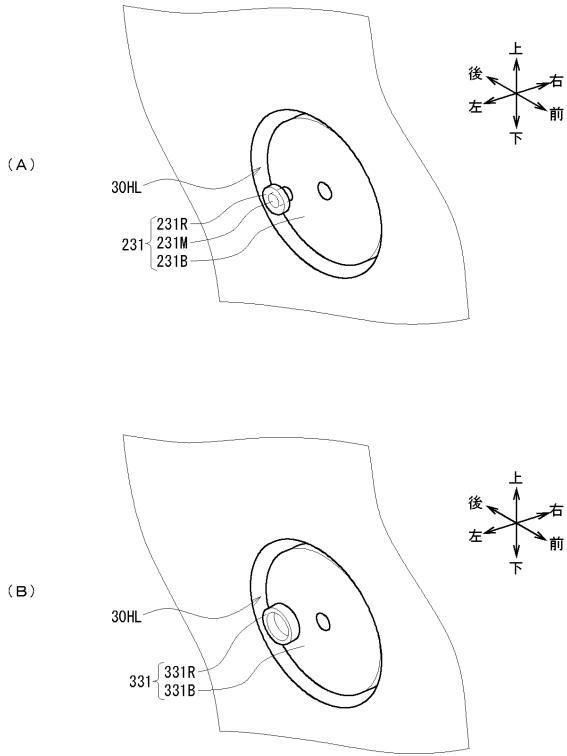 (A)
上
後 右
左 前
下
30HL
231R
231 231M
231B
(B)
上
後 右
左 前
下
30HL
331R
331
331B